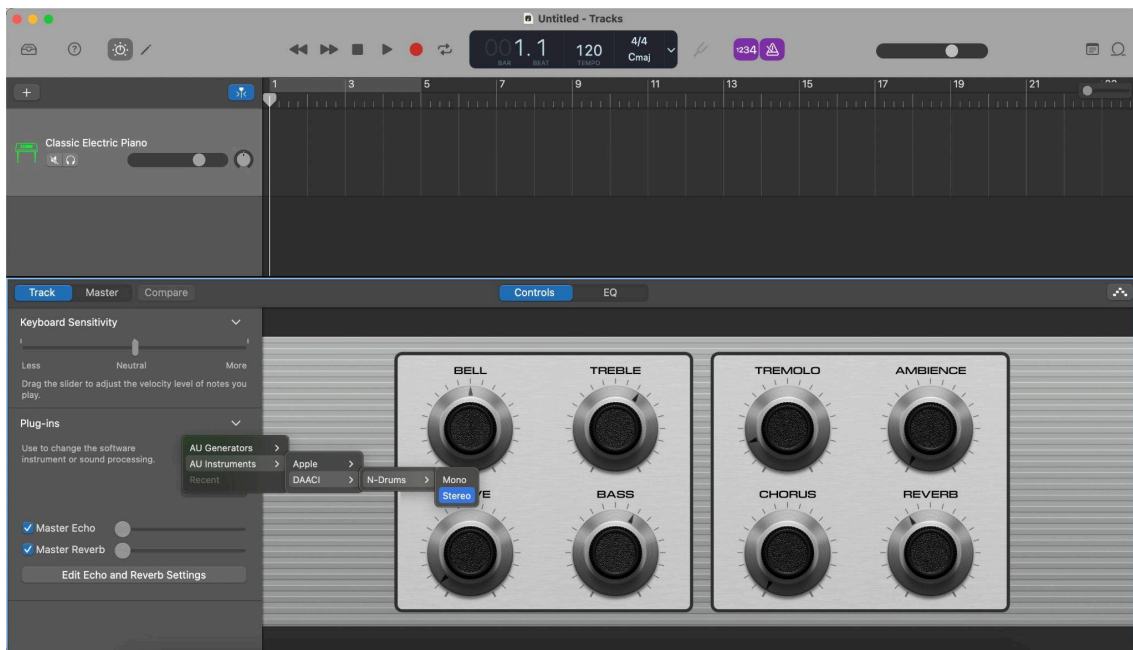 Untitled - Tracks
001.1
BAR BEAT
120
TEMPO
4/4
Cmaj
1234
1 3 5 7 9 11 13 15 17 19 21
Classic Electric Piano
Track Master Compare
Controls EQ
Keyboard Sensitivity
Less Neutral More
Drag the slider to adjust the velocity level of notes you
play.
Plug-ins
Use to change the software
instrument or sound processing.
AU Generators
AU Instruments
Recent
Apple
DAACI
N-Drums
Mono
Stereo
Master Echo
Master Reverb
Edit Echo and Reverb Settings
BELL TREBLE TREMOLO AMBIENCE
BASS CHORUS REVERB